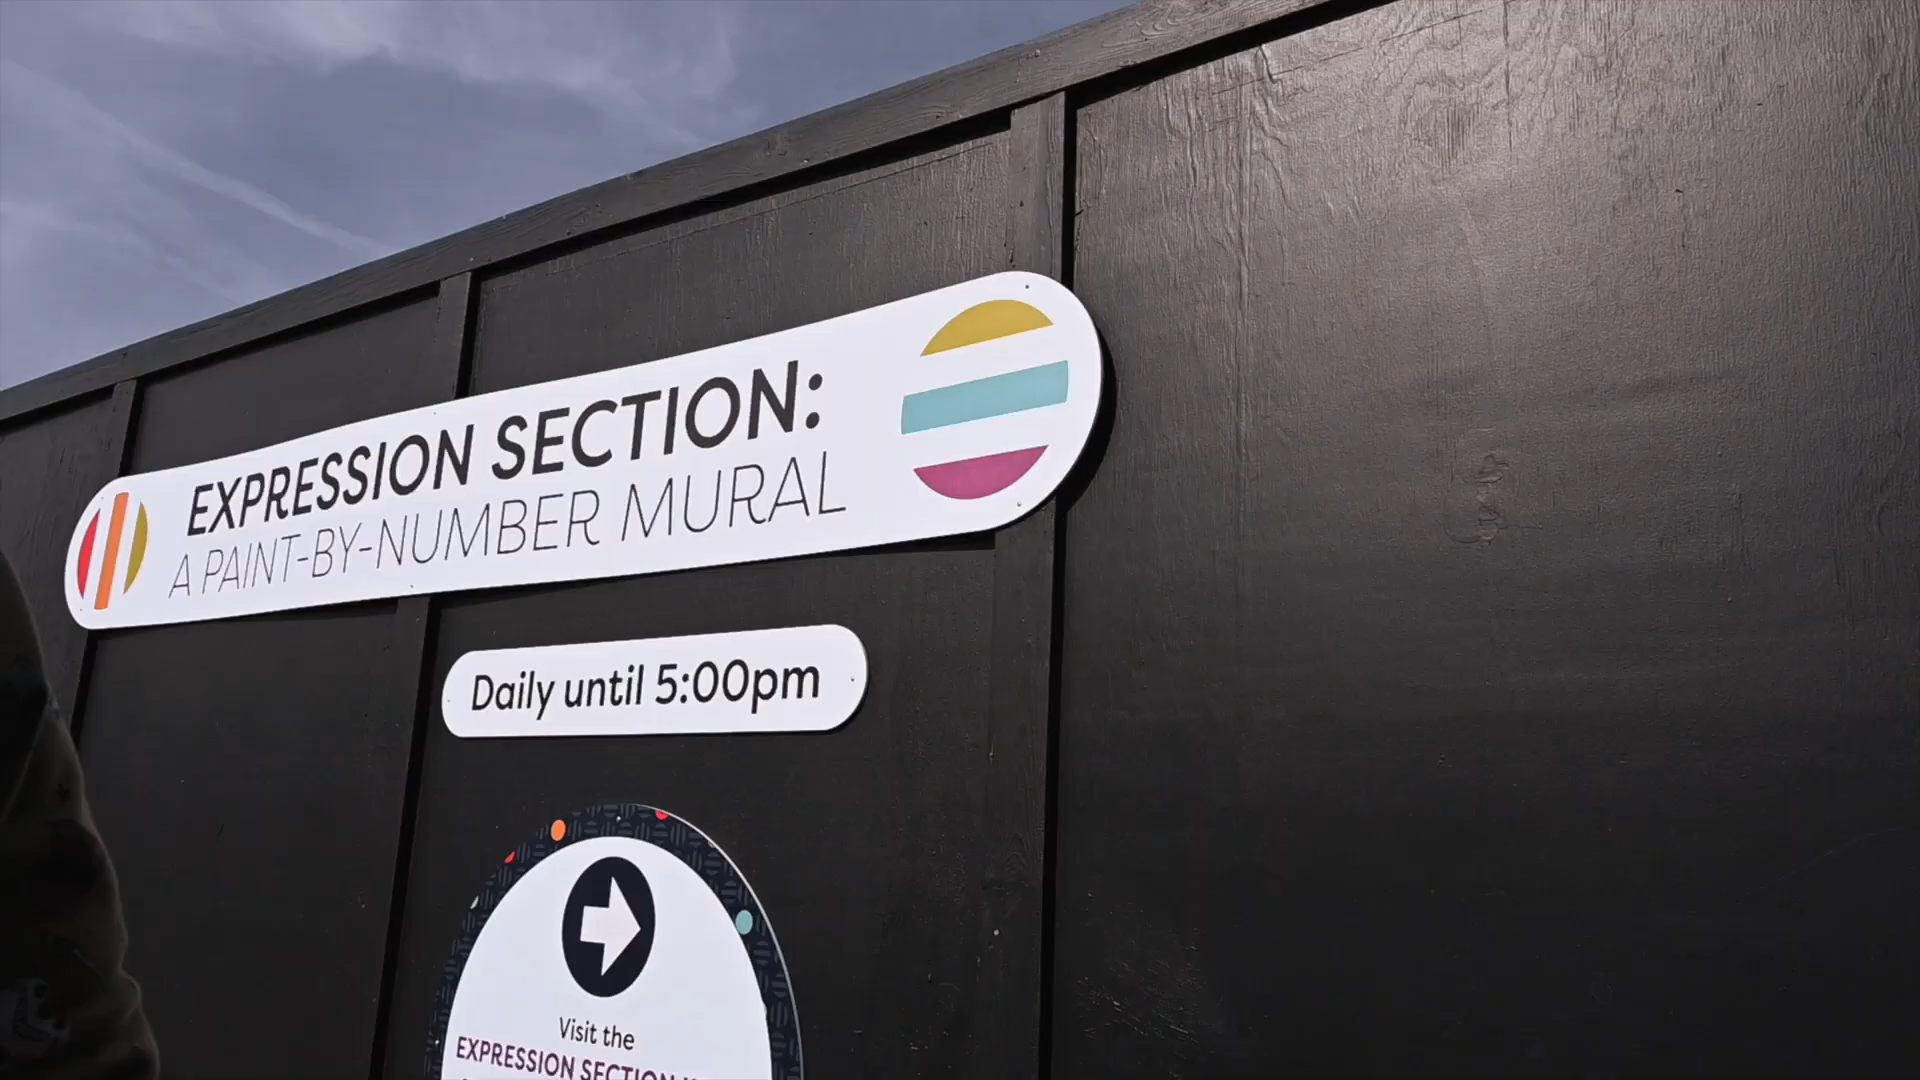 EXPRESSION SECTION:
A PAINT-BY-NUMBER MURAL
Daily until 5:00pm
Visit the
EXPRESSION SECTION